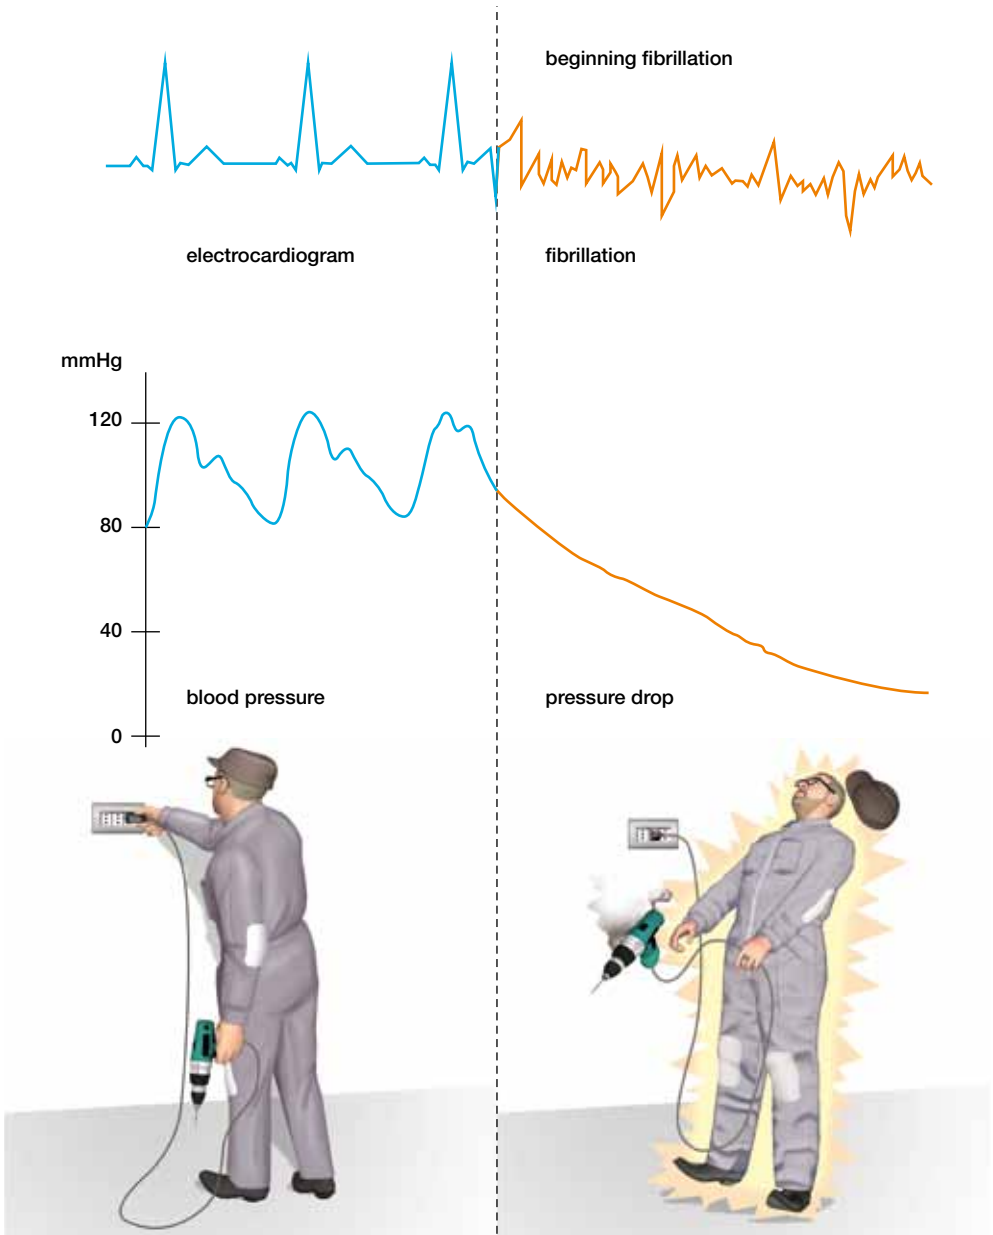 beginning fibrillation
electrocardiogram
fibrillation
mmHg
120
80
40
0
blood pressure
pressure drop